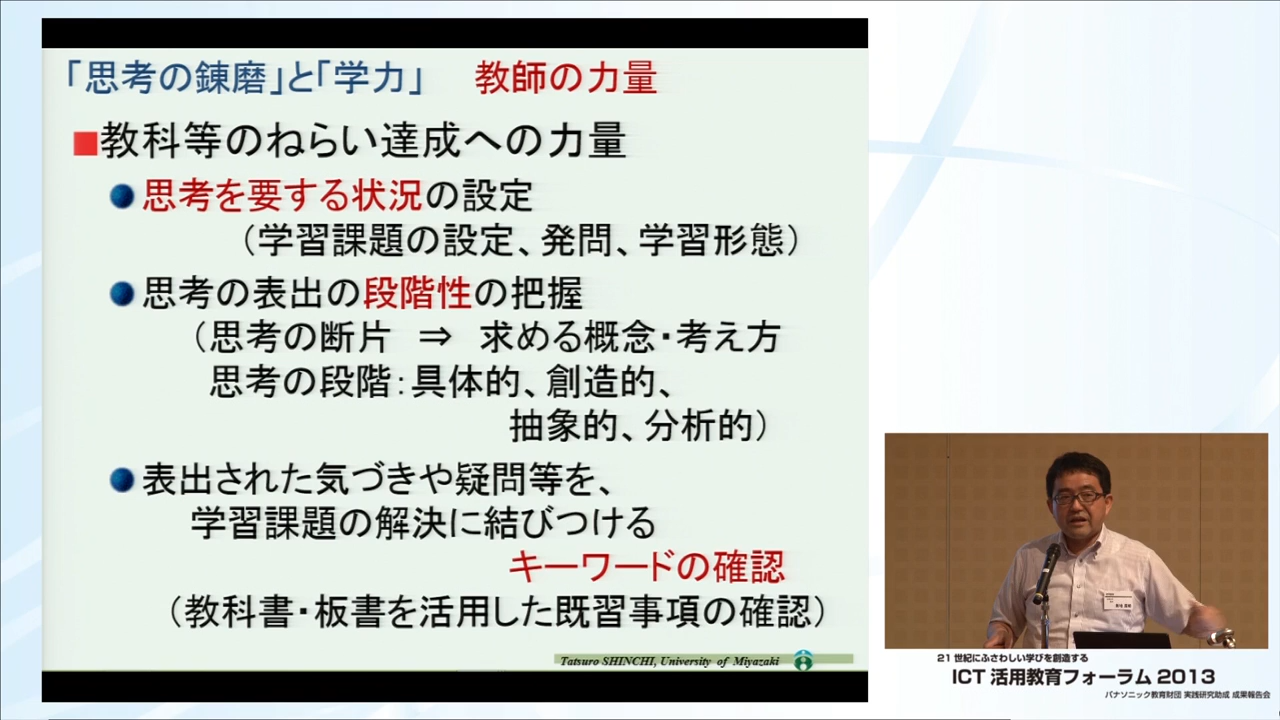 「思考の錬磨」と「学力」　教師の力量
教科等のねらい達成への力量
思考を要する状況の設定
（学習課題の設定、発問、学習形態）
思考の表出の段階性の把握
（思考の断片　⇒　求める概念・考え方
思考の段階：具体的、創造的、
抽象的、分析的）
表出された気づきや疑問等を、
学習課題の解決に結びつける
キーワードの確認
（教科書・板書を活用した既習事項の確認）
Tatsuro SHINCHI, University of Miyazaki
21世紀にふさわしい学びを創造する
ICT活用教育フォーラム2013
パナソニック教育財団 実践研究助成 成果報告会